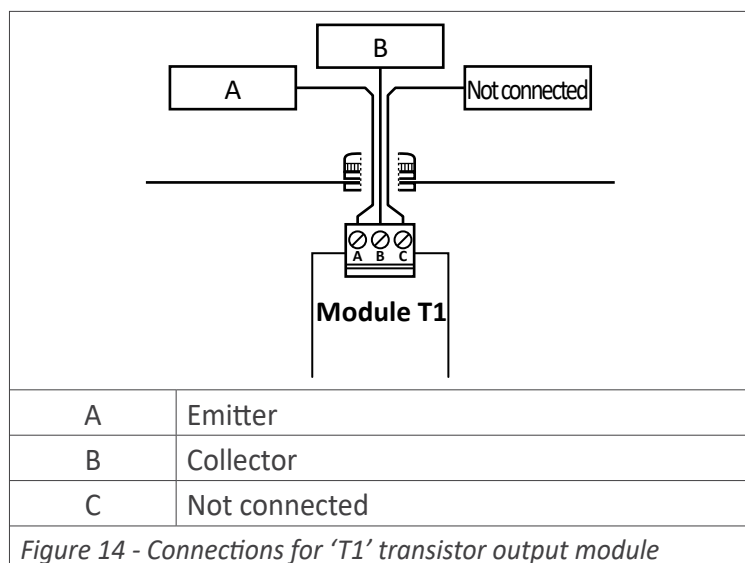 B
A
Not connected
A B C
Module T1
A Emitter
B Collector
C Not connected
Figure 14 - Connections for ‘T1’ transistor output module